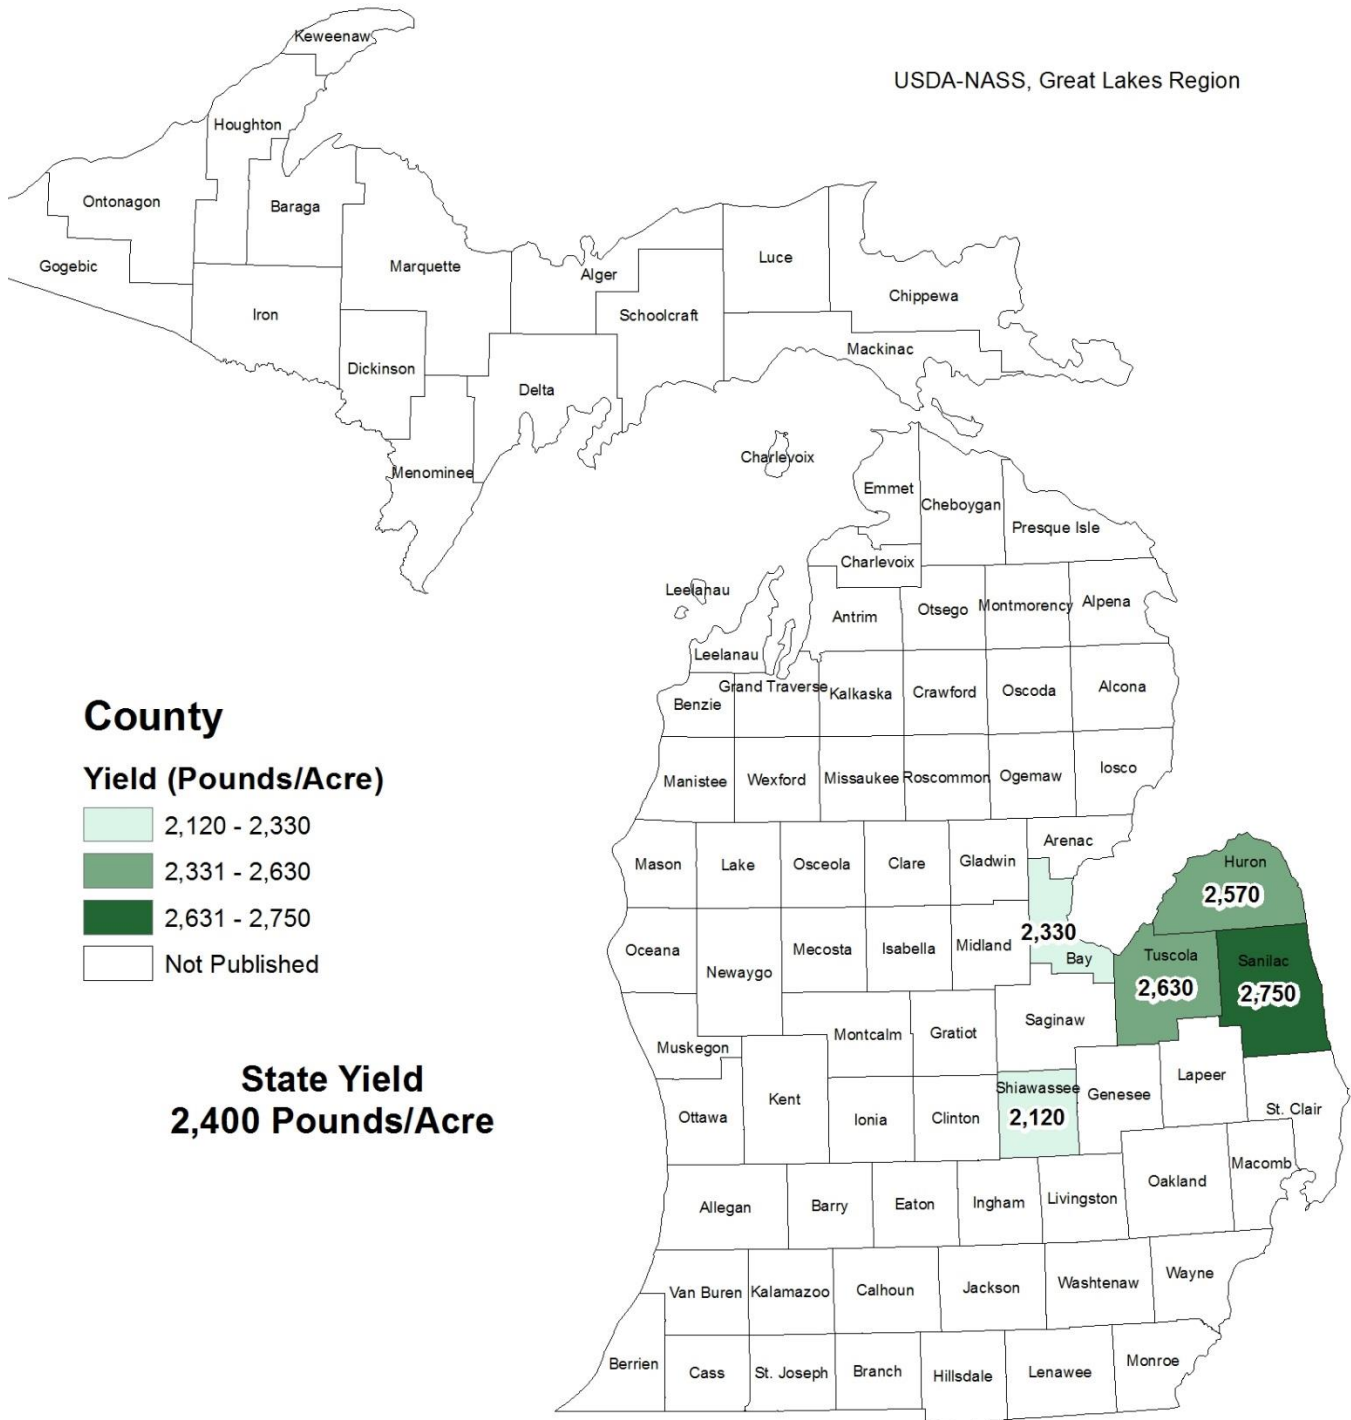 Keweenaw
USDA-NASS, Great Lakes Region
Houghton
Ontonagon
Baraga
Gogebic
Marquette
Alger
Luce
Chippewa
Iron
Schoolcraft
Mackinac
Dickinson
Delta
Menominee
Charlevoix
Emmet
Cheboygan
Presque Isle
Charlevoix
Leelanau
Antrim
Otsego
Montmorency
Alpena
Leelanau
Grand Traverse
Benzie
Kalkaska
Crawford
Oscoda
Alcona
County
Yield (Pounds/Acre)
2,120 - 2,330
2,331 - 2,630
2,631 - 2,750
Not Published
State Yield
2,400 Pounds/Acre
Manistee
Wexford
Missaukee
Roscommon
Ogemaw
Iosco
Mason
Lake
Osceola
Clare
Gladwin
Arenac
Huron
2,570
Oceana
Newaygo
Mecosta
Isabella
Midland
2,330
Bay
Tuscola
2,630
Sanilac
2,750
Muskegon
Montcalm
Gratiot
Saginaw
Ottawa
Kent
Ionia
Clinton
Shiawassee
2,120
Genesee
Lapeer
St. Clair
Allegan
Barry
Eaton
Ingham
Livingston
Oakland
Macomb
Van Buren
Kalamazoo
Calhoun
Jackson
Washtenaw
Wayne
Berrien
Cass
St. Joseph
Branch
Hillsdale
Lenawee
Monroe